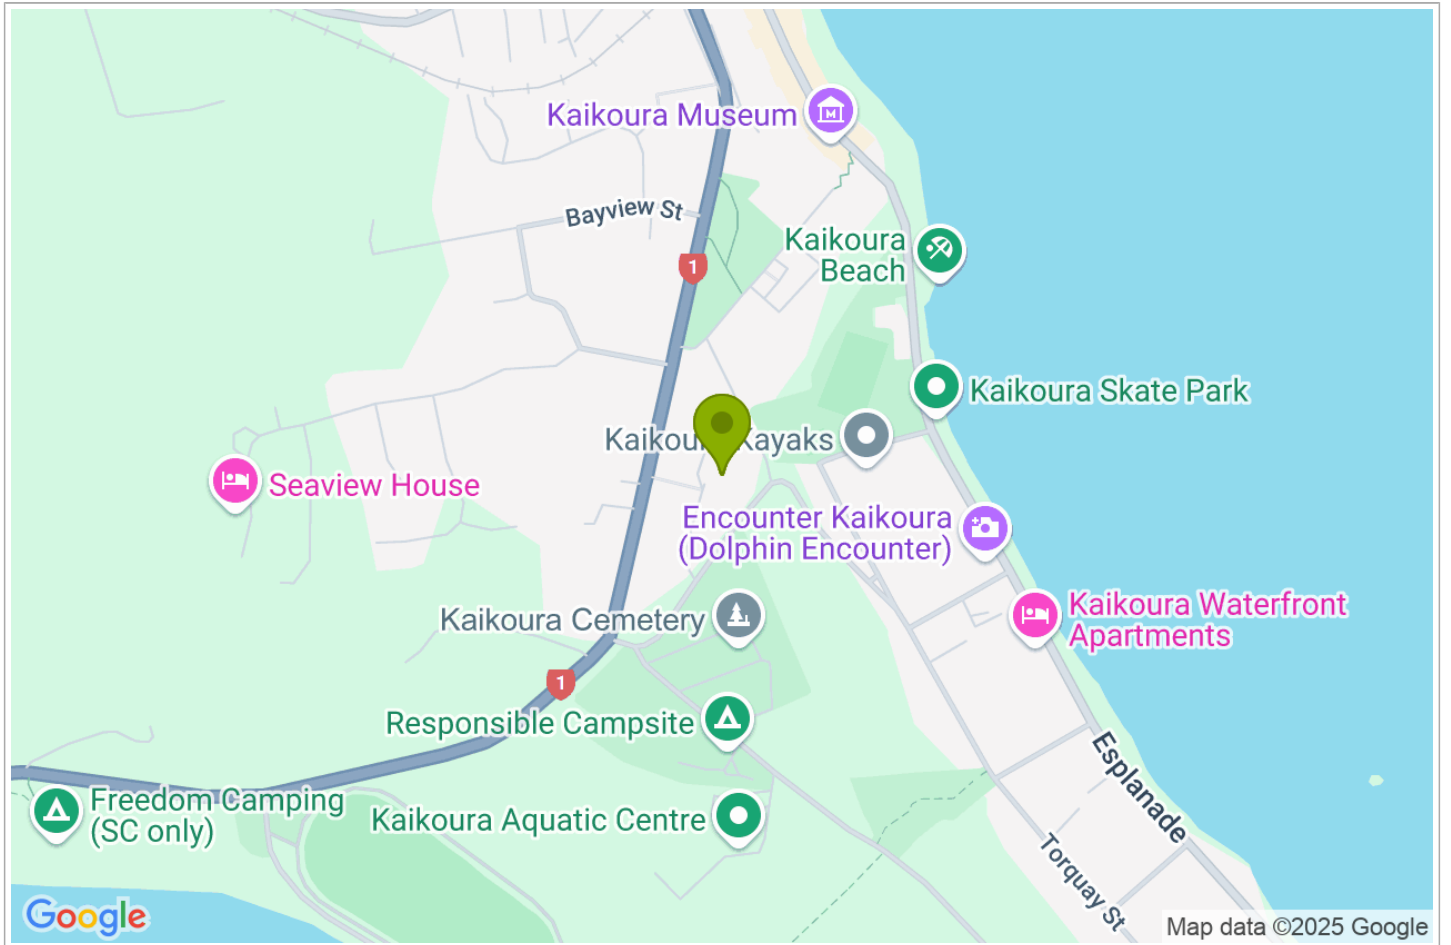 Kaikoura Museum
M
Bayview St
Kaikoura
Beach
1
Kaikoura Skate Park
Kaikoura Kayaks
Seaview House
Encounter Kaikoura
(Dolphin Encounter)
Kaikoura Cemetery
Kaikoura Waterfront
Apartments
1
Responsible Campsite
Esplanade
Freedom Camping
(SC only)
Kaikoura Aquatic Centre
Torquay St
Google
Map data ©2025 Google